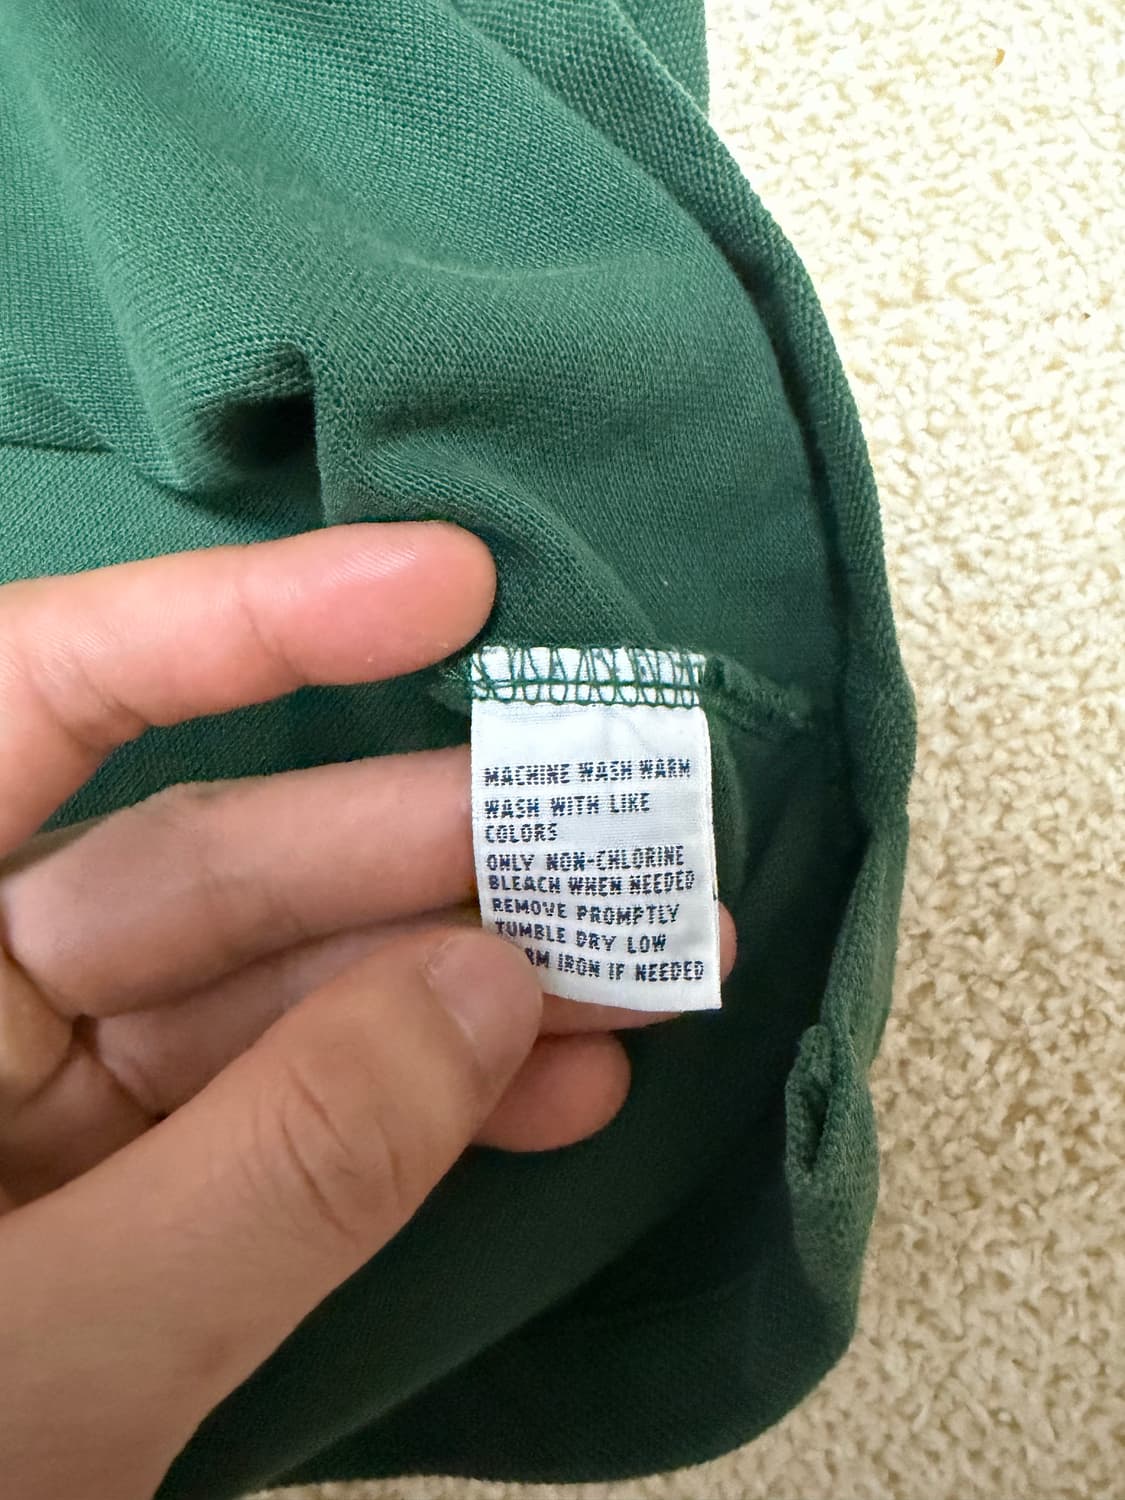 MACHINE WASH WARM
WASH WITH LIKE
COLORS
ONLY NON-CHLORINE
BLEACH WHEN NEEDED
REMOVE PROMPTLY
TUMBLE DRY LOW
IRON IF NEEDED